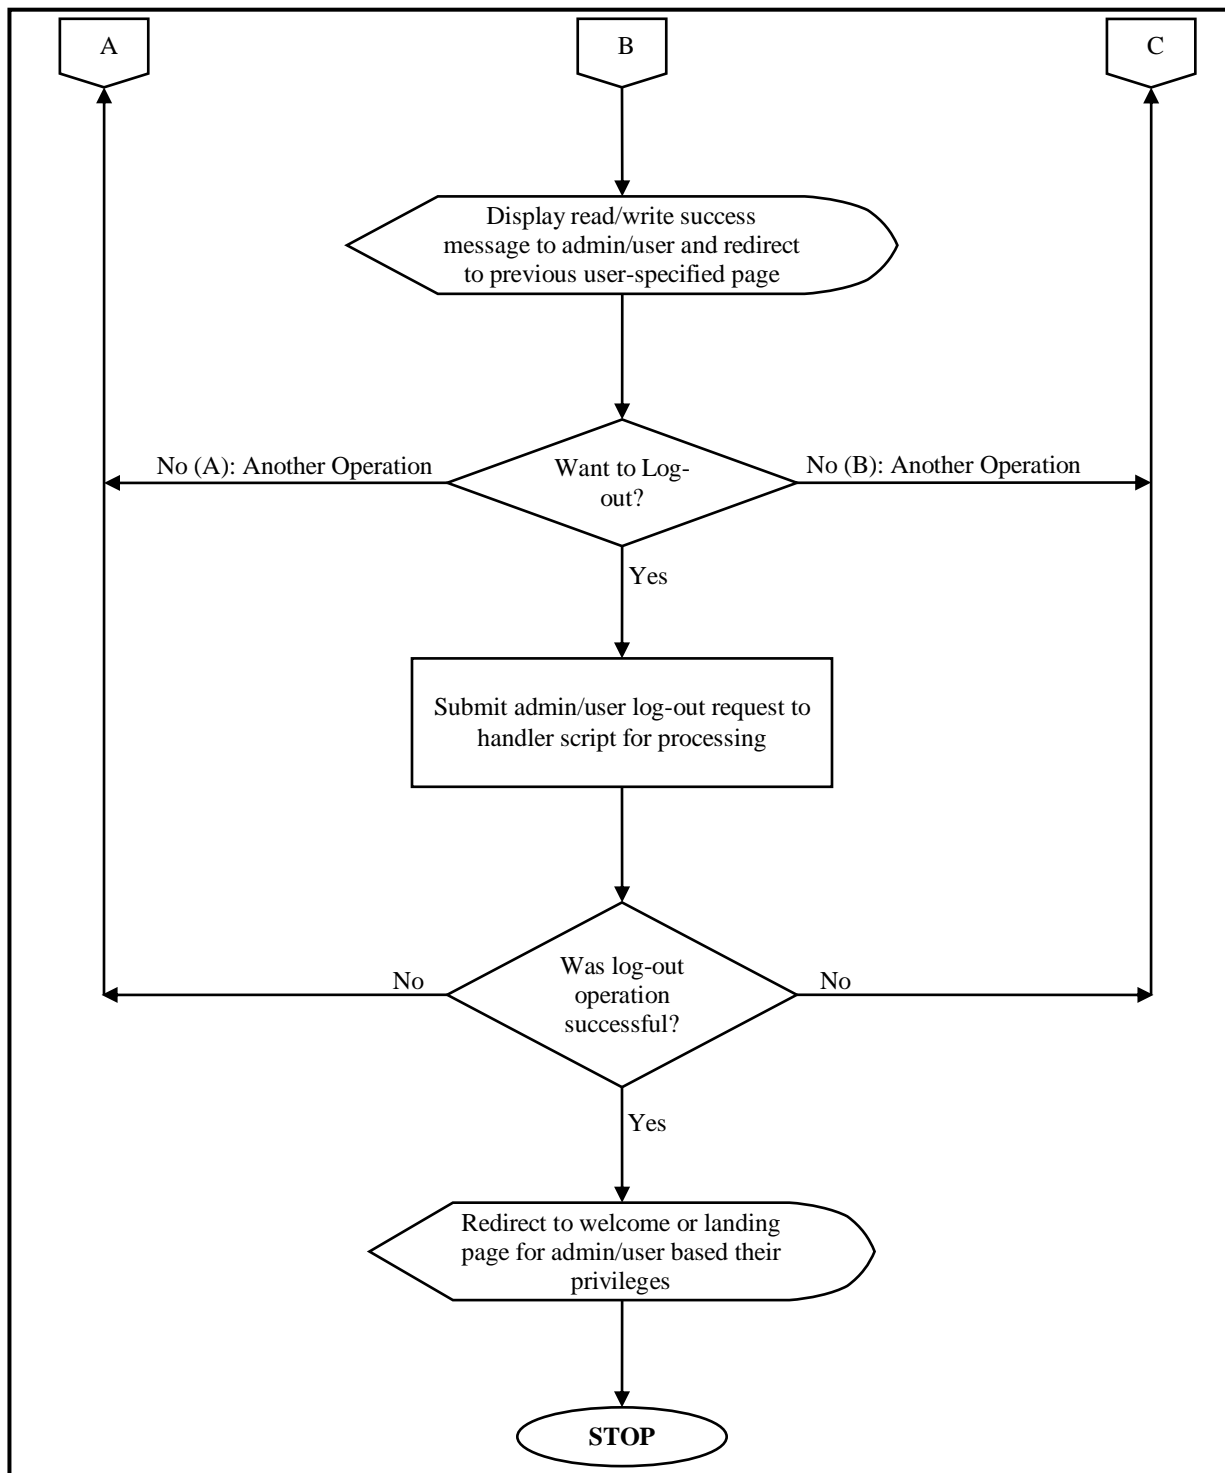 A
B
C
Display read/write success
message to admin/user and redirect
to previous user-specified page
No (A): Another Operation
Want to Log-
out?
No (B): Another Operation
Yes
Submit admin/user log-out request to
handler script for processing
No
Was log-out
operation
successful?
No
Yes
Redirect to welcome or landing
page for admin/user based their
privileges
STOP